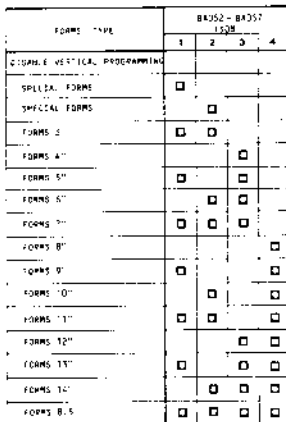 FORMS TYPE
8A052 - 8A057
1 2 3 4
DISABLE VERTICAL PROGRAMMING
SPECIAL FORMS
SPECIAL FORMS
FORMS 3
FORMS 4"
FORMS 5"
FORMS 6"
FORMS 7"
FORMS 8"
FORMS 9"
FORMS 10"
FORMS 11"
FORMS 12"
FORMS 13"
FORMS 14"
FORMS 8.5